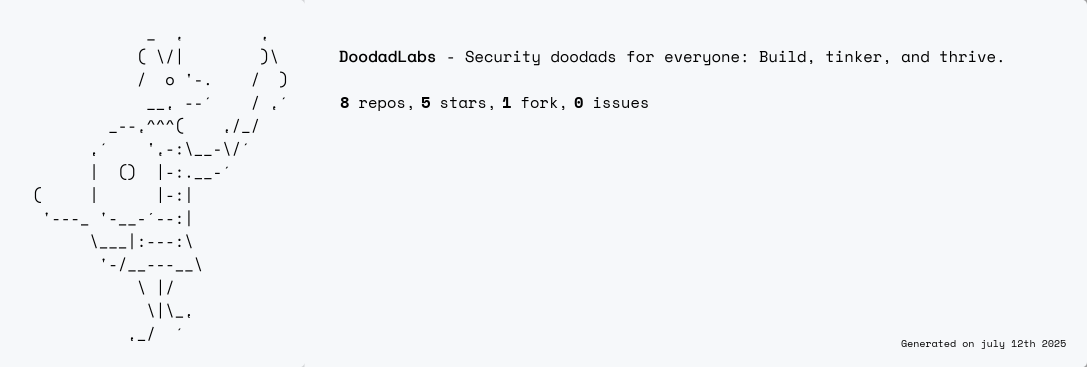 DoodadLabs - Security doodads for everyone: Build, tinker, and thrive.
8 repos, 5 stars, 1 fork, 0 issues
Generated on july 12th 2025